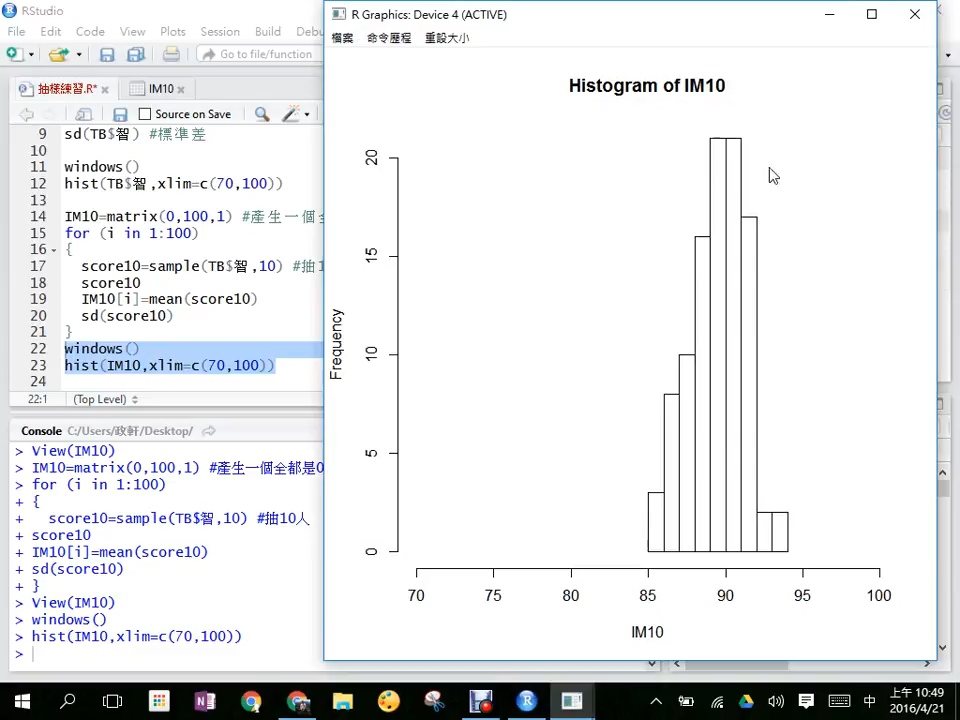 RStudio
File Edit Code View Plots Session Build Debu
Go to file/function
抽樣練習.R* IM10
Source on Save
9 sd(TB$智) #標準差
10
11 windows()
12 hist(TB$智,xlim=c(70,100))
13
14 IM10=matrix(0,100,1) #產生一個
15 for (i in 1:100)
16 {
17 score10=sample(TB$智,10) #抽1
18 score10
19 IM10[i]=mean(score10)
20 sd(score10)
21 }
22 windows()
23 hist(IM10,xlim=c(70,100))
24
22:1 (Top Level)
Console C:/Users/政軒/Desktop/
> View(IM10)
> IM10=matrix(0,100,1) #產生一個全都是0
> for (i in 1:100)
+ {
+ score10=sample(TB$智,10) #抽10人
+ score10
+ IM10[i]=mean(score10)
+ sd(score10)
+ }
> View(IM10)
> windows()
> hist(IM10,xlim=c(70,100))
>
R Graphics: Device 4 (ACTIVE)
檔案 命令歷程 重設大小
Histogram of IM10
Frequency
20
15
10
5
0
70 75 80 85 90 95 100
IM10
中
上午 10:49
2016/4/21